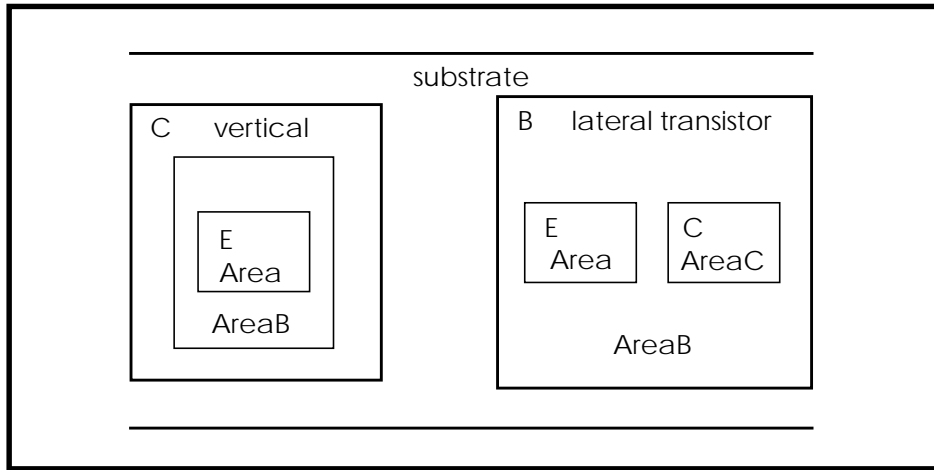 substrate
C vertical
E
Area
AreaB
B lateral transistor
E
Area
C
AreaC
AreaB